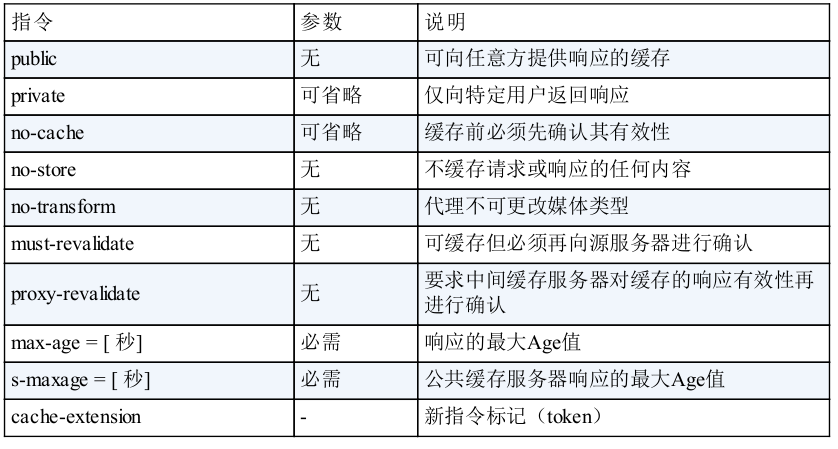 指令 参数 说明
public 无 可向任意方提供响应的缓存
private 可省略 仅向特定用户返回响应
no-cache 可省略 缓存前必须先确认其有效性
no-store 无 不缓存请求或响应的任何内容
no-transform 无 代理不可更改媒体类型
must-revalidate 无 可缓存但必须再向源服务器进行确认
proxy-revalidate 无 要求中间缓存服务器对缓存的响应有效性再
进行确认
max-age = [ 秒] 必需 响应的最大Age值
s-maxage = [ 秒] 必需 公共缓存服务器响应的最大Age值
cache-extension - 新指令标记（token）